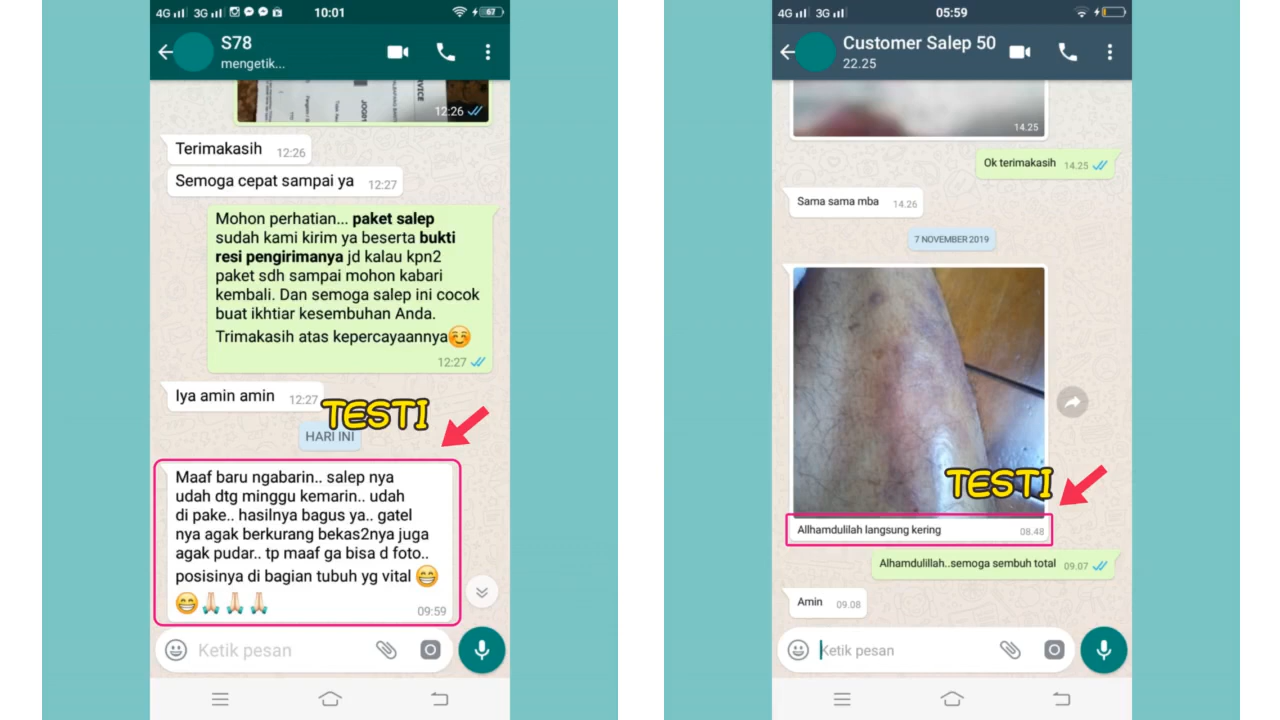 4G 3G 10:01 67
S78
mengetik...
JOG01
VICE
12:26
Terimakasih 12:26
Semoga cepat sampai ya 12:27
Mohon perhatian... paket salep
sudah kami kirim ya beserta bukti
resi pengirimanya jd kalau kpn2
paket sdh sampai mohon kabari
kembali. Dan semoga salep ini cocok
buat ikhtiar kesembuhan Anda.
Trimakasih atas kepercayaannya😊
12:27
Iya amin amin 12:27
TESTI
HARI INI
Maaf baru ngabarin.. salep nya
udah dtg minggu kemarin.. udah
di pake.. hasilnya bagus ya.. gatel
nya agak berkurang bekas2nya juga
agak pudar.. tp maaf ga bisa d foto..
posisinya di bagian tubuh yg vital 😁
😁🙏🙏🙏 09:59
Ketik pesan
4G 3G 05:59
Customer Salep 50
22.25
14.25
Ok terimakasih 14.25
Sama sama mba 14.26
7 NOVEMBER 2019
TESTI
Allhamdulilah langsung kering 08.48
Alhamdulillah..semoga sembuh total 09.07
Amin 09.08
Ketik pesan